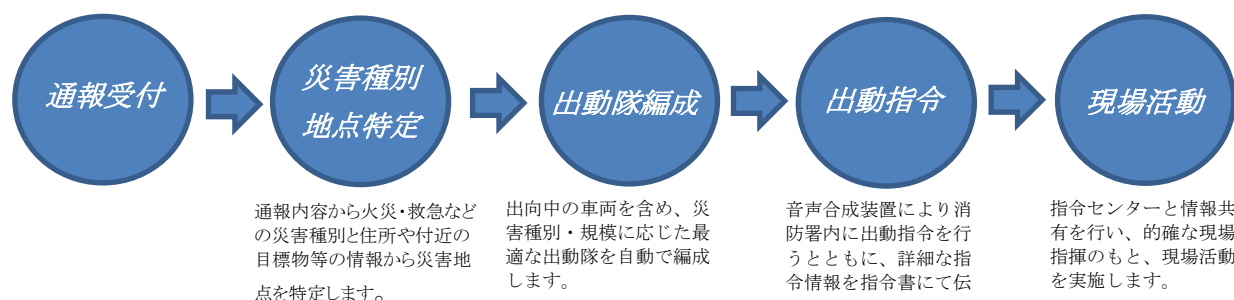 通報受付
災害種別
地点特定
出動隊編成
出動指令
現場活動
通報内容から火災・救急など
の災害種別と住所や付近の
目標物等の情報から災害地
点を特定します。
出向中の車両を含め、災
害種別・規模に応じた最
適な出動隊を自動で編成
します。
音声合成装置により消
防署内に出動指令を行
うとともに、詳細な指
令情報を指令書にて伝
指令センターと情報共
有を行い、的確な現場
指揮のもと、現場活動
を実施します。